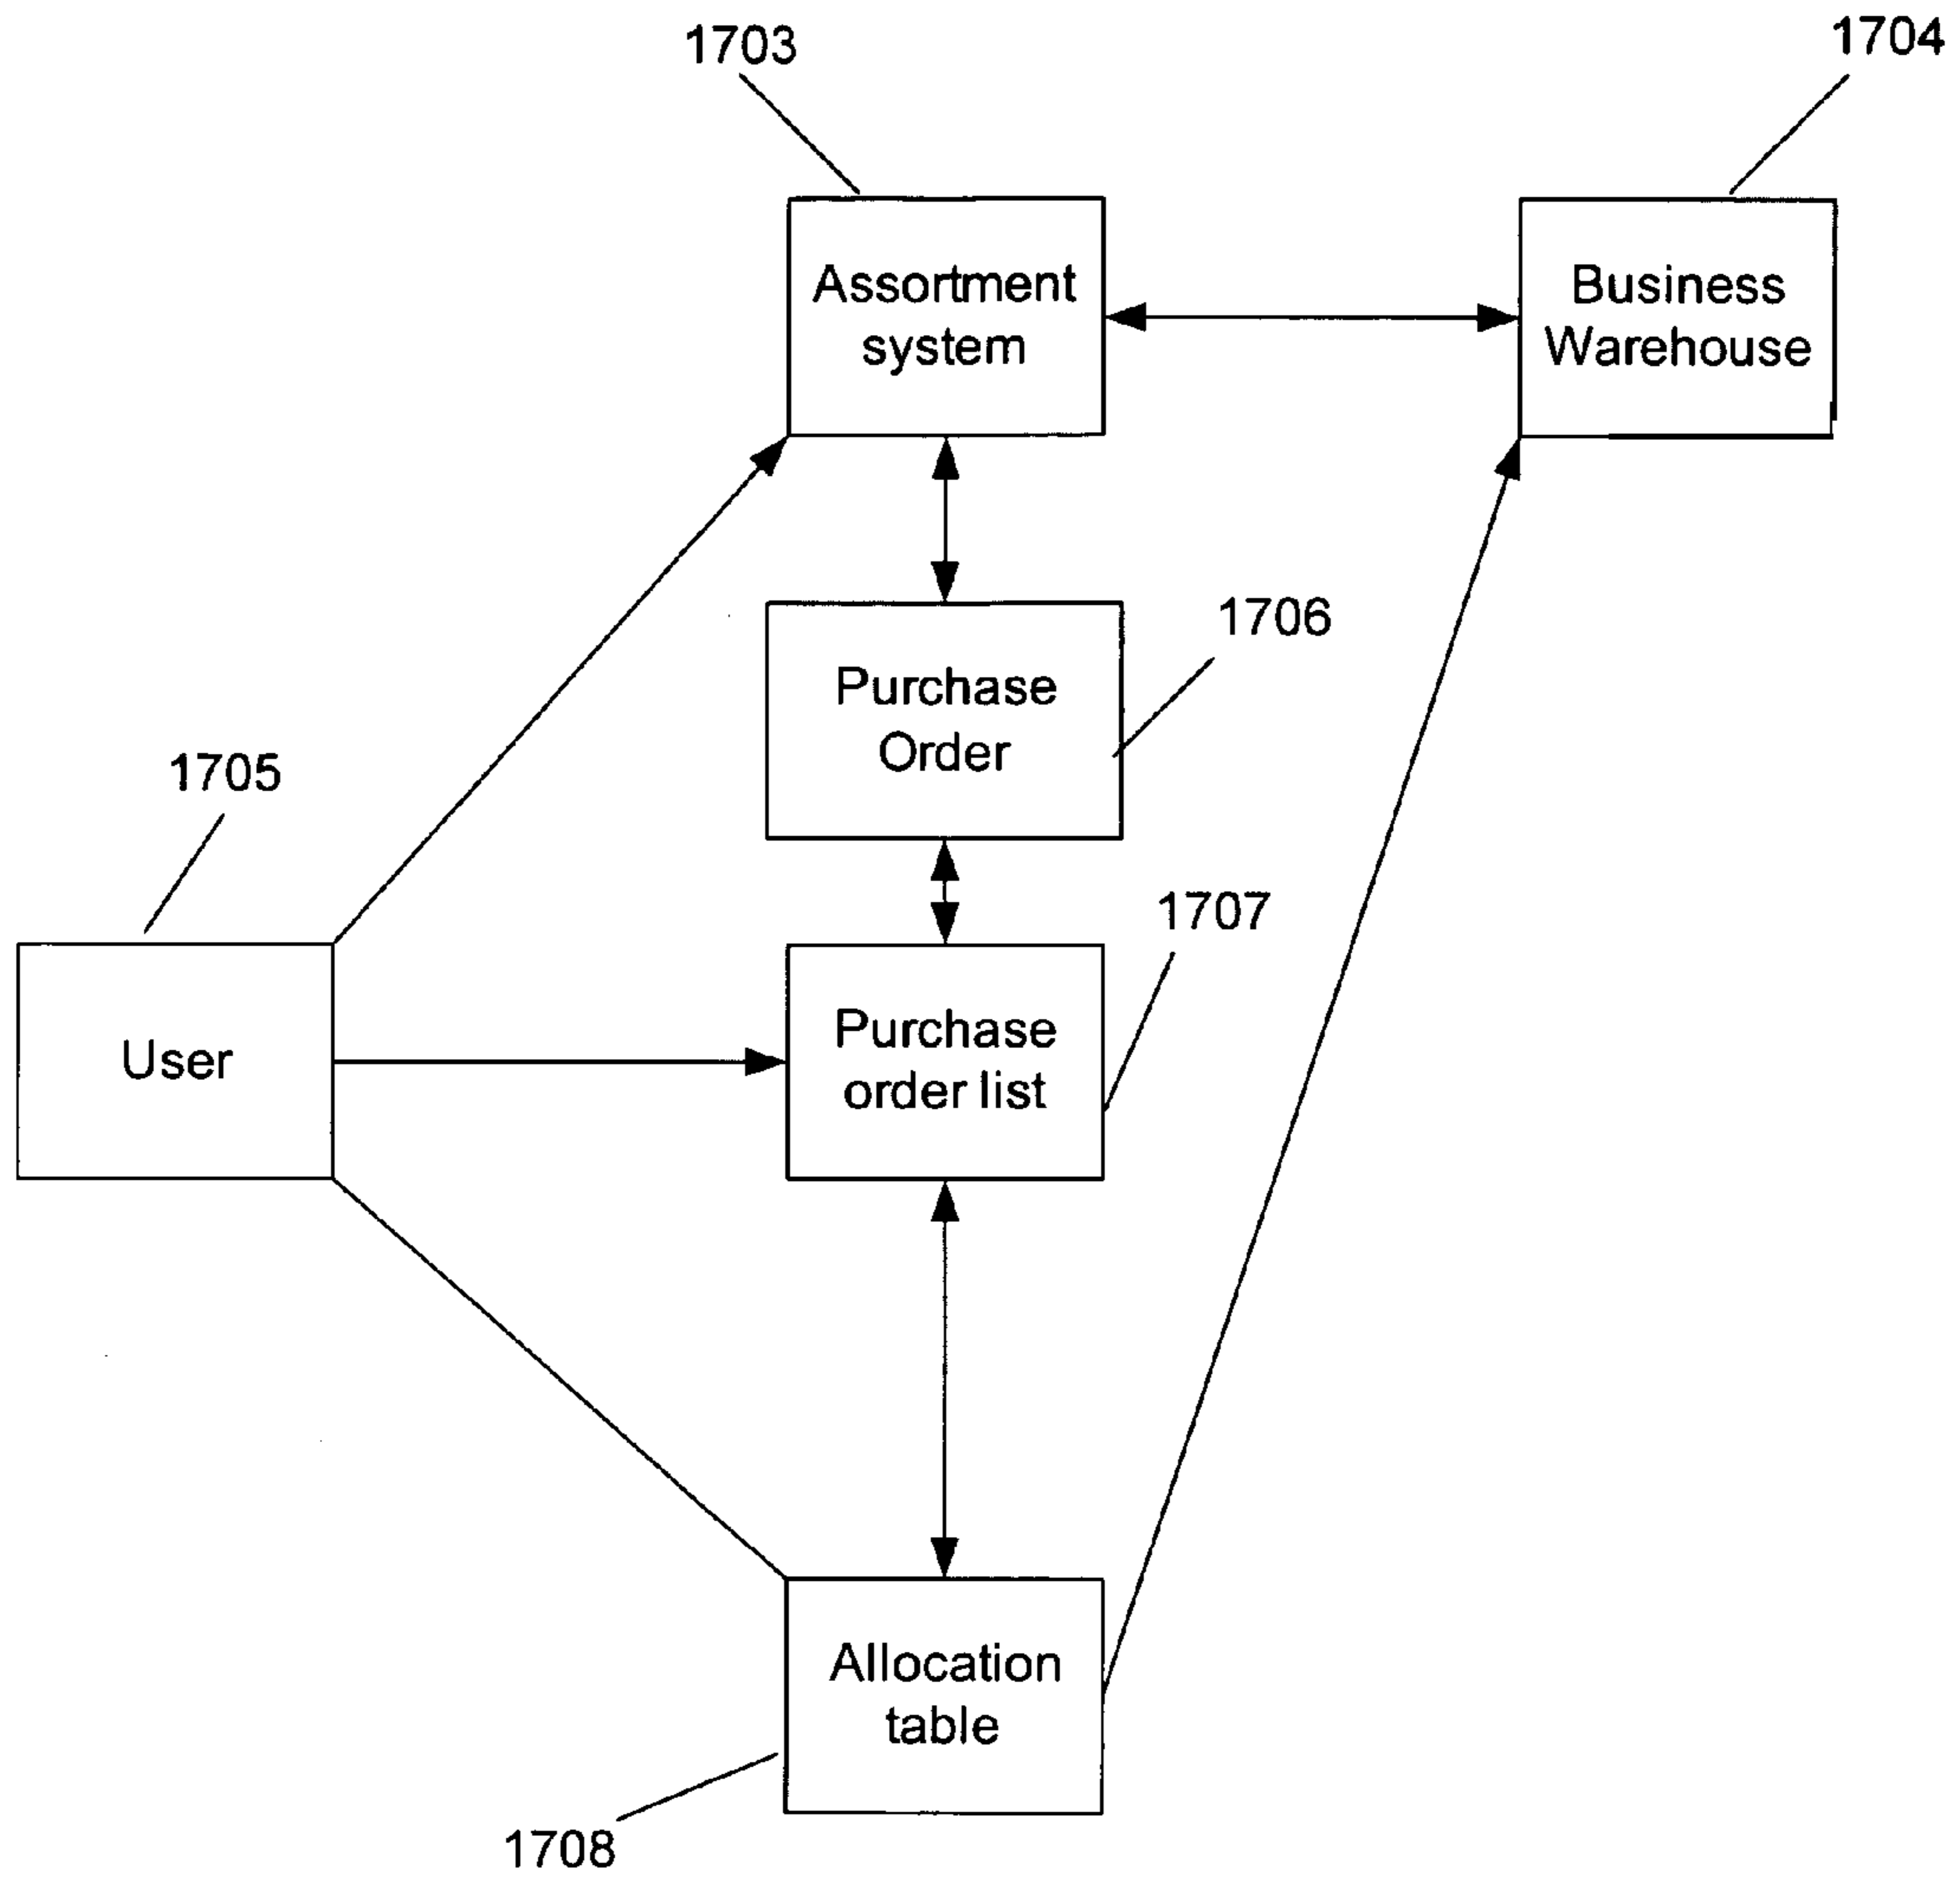 1703
1704
Assortment
system
Business
Warehouse
1706
Purchase
Order
1705
1707
User
Purchase
order list
Allocation
table
1708